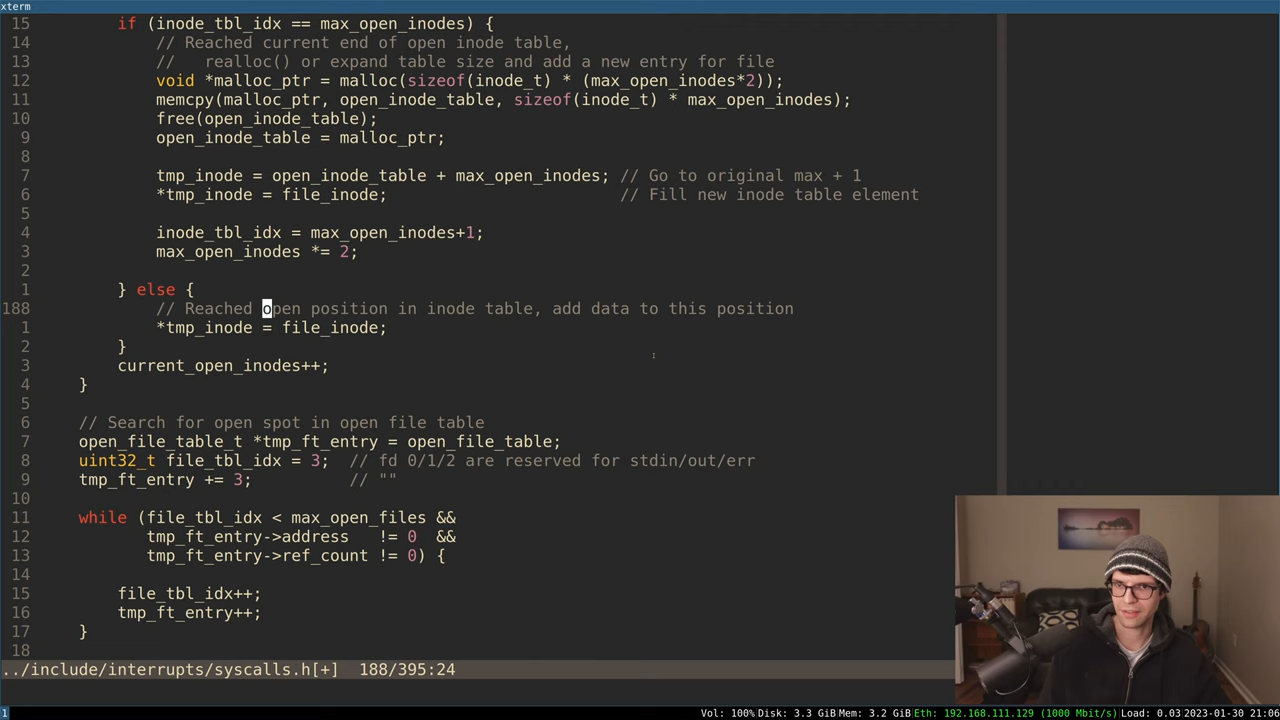 xterm
15         if (inode_tbl_idx == max_open_inodes) {
14             // Reached current end of open inode table,
13             //   realloc() or expand table size and add a new entry for file
12             void *malloc_ptr = malloc(sizeof(inode_t) * (max_open_inodes*2));
11             memcpy(malloc_ptr, open_inode_table, sizeof(inode_t) * max_open_inodes);
10             free(open_inode_table);
9             open_inode_table = malloc_ptr;
8
7             tmp_inode = open_inode_table + max_open_inodes; // Go to original max + 1
6             *tmp_inode = file_inode;                        // Fill new inode table element
5
4             inode_tbl_idx = max_open_inodes+1;
3             max_open_inodes *= 2;
2
1         } else {
188             // Reached open position in inode table, add data to this position
1             *tmp_inode = file_inode;
2         }
3         current_open_inodes++;
4     }
5
6     // Search for open spot in open file table
7     open_file_table_t *tmp_ft_entry = open_file_table;
8     uint32_t file_tbl_idx = 3;  // fd 0/1/2 are reserved for stdin/out/err
9     tmp_ft_entry += 3;          // ""
10
11     while (file_tbl_idx < max_open_files &&
12            tmp_ft_entry->address   != 0  &&
13            tmp_ft_entry->ref_count != 0) {
14
15         file_tbl_idx++;
16         tmp_ft_entry++;
17     }
18
../include/interrupts/syscalls.h[+]  188/395:24
1 Vol: 100% Disk: 3.3 GiB Mem: 3.2 GiB Eth: 192.168.111.129 (1000 Mbit/s) Load: 0.03 2023-01-30 21:06